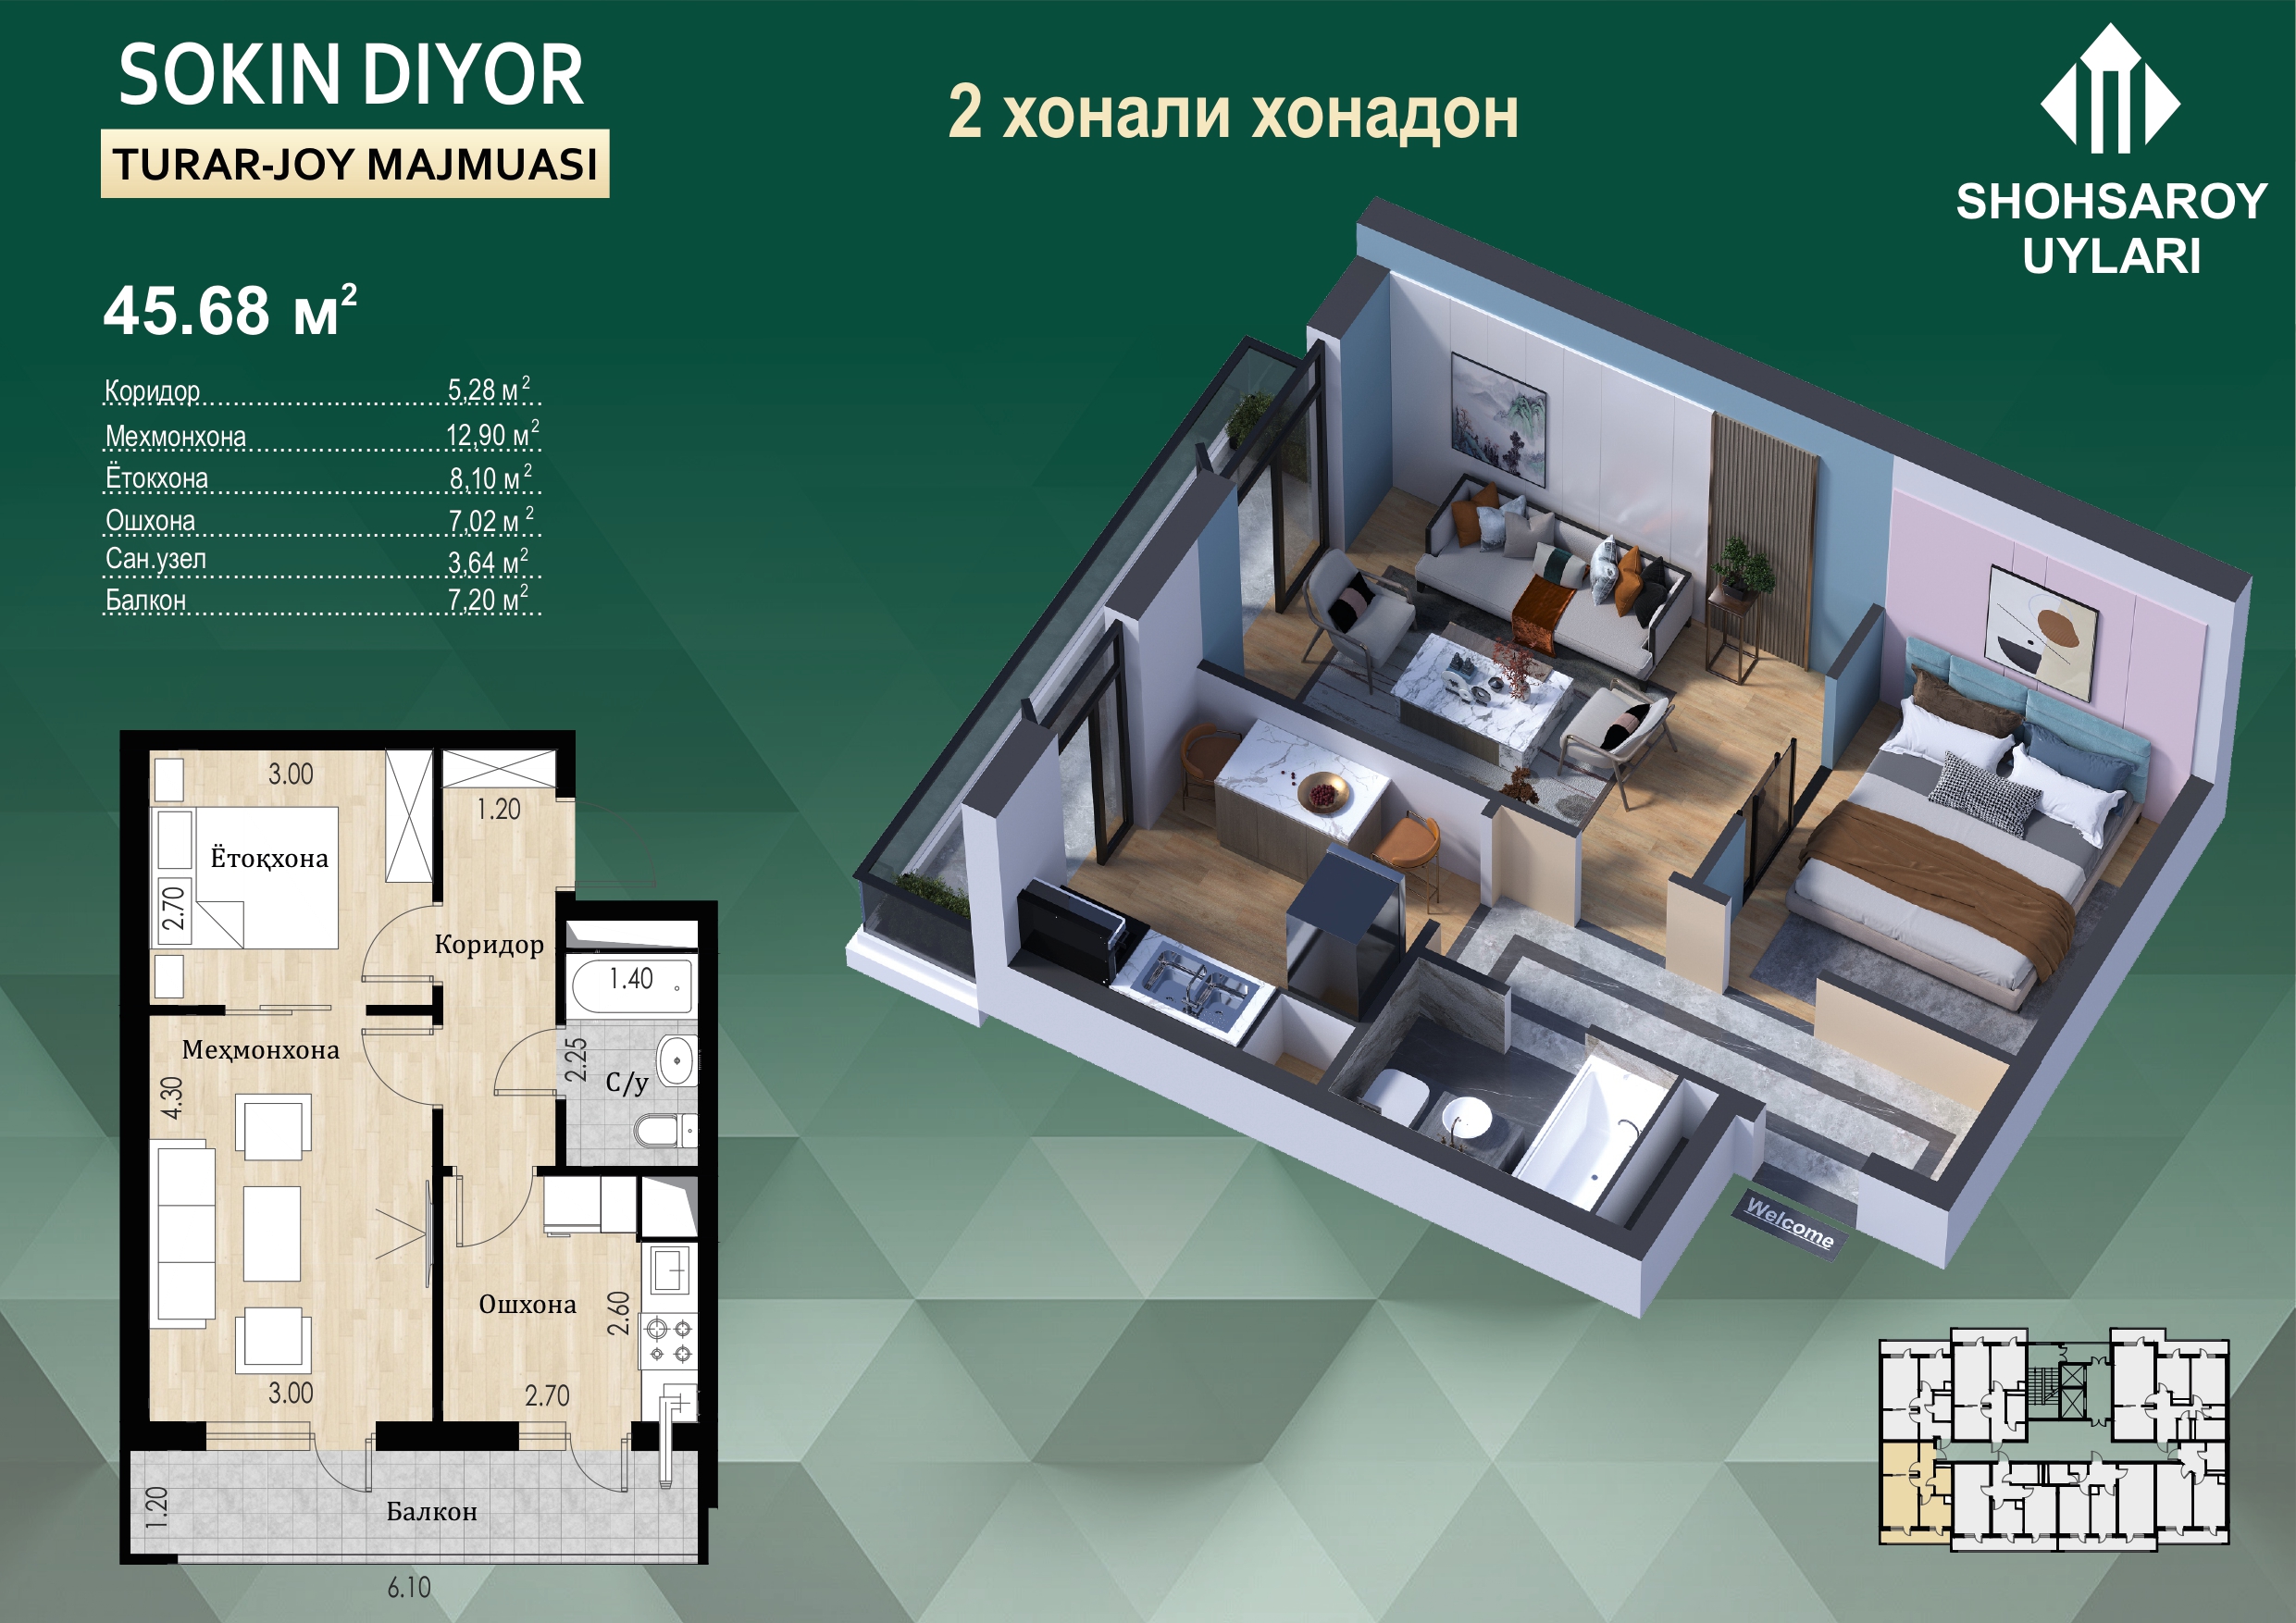 SOKIN DIYOR
TURAR-JOY MAJMUASI
2 хонали хонадон
SHOHSAROY
UYLARI
45.68 м²
Коридор 5,28 м²
Мехмонхона 12,90 м²
Ётокхона 8,10 м²
Ошхона 7,02 м²
Сан.узел 3,64 м²
Балкон 7,20 м²
3.00
1.20
Ётоқхона
2.70
Коридор
1.40
Меҳмонхона
2.25
С/у
4.30
Ошхона
2.60
3.00
2.70
1.20
Балкон
6.10
Welcome